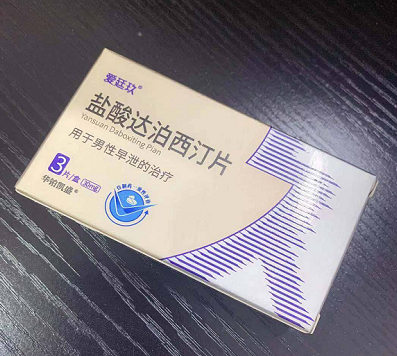 爱廷玖®
盐酸达泊西汀片
Yansuan Daboxiting Pian
用于男性早泄的治疗
3片/盒 30mg
华铂凯盛®